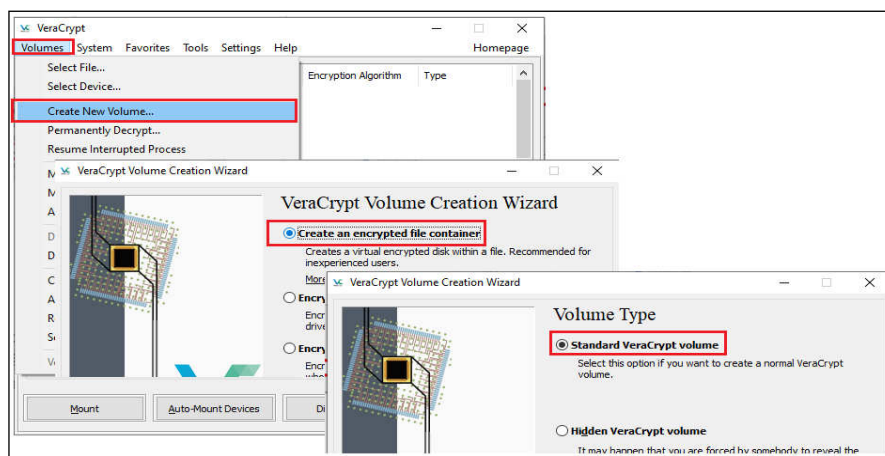 VeraCrypt
Volumes System Favorites Tools Settings Help Homepage
Select File...
Select Device...
Create New Volume...
Permanently Decrypt...
Resume Interrupted Process
Encryption Algorithm Type
Mount Auto-Mount Devices
VeraCrypt Volume Creation Wizard
VeraCrypt Volume Creation Wizard
Create an encrypted file container
Creates a virtual encrypted disk within a file. Recommended for
inexperienced users.
VeraCrypt Volume Creation Wizard
Volume Type
Standard VeraCrypt volume
Select this option if you want to create a normal VeraCrypt
volume.
Hidden VeraCrypt volume
It may happen that you are forced by somebody to reveal the